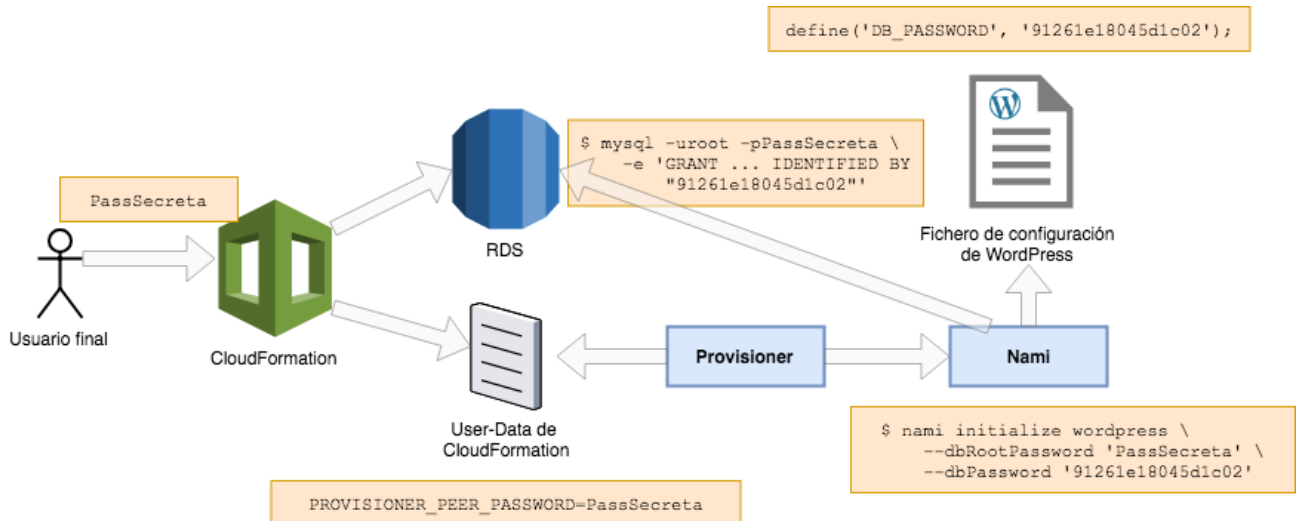 define('DB_PASSWORD', '91261e18045d1c02');
$ mysql -uroot -pPassSecreta \
-e 'GRANT ... IDENTIFIED BY
"91261e18045d1c02"'
PassSecreta
RDS
Fichero de configuración
de WordPress
Usuario final
CloudFormation
Provisioner
Nami
User-Data de
CloudFormation
$ nami initialize wordpress \
--dbRootPassword 'PassSecreta' \
--dbPassword '91261e18045d1c02'
PROVISIONER_PEER_PASSWORD=PassSecreta